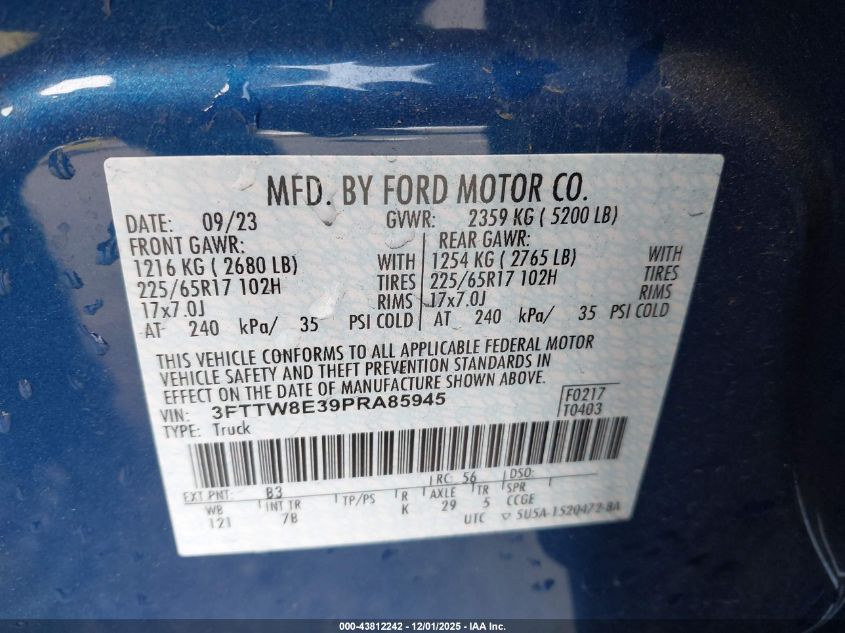 MFD. BY FORD MOTOR CO.
DATE: 09/23 GVWR: 2359 KG ( 5200 LB)
FRONT GAWR: REAR GAWR:
1216 KG ( 2680 LB) WITH 1254 KG ( 2765 LB) WITH
225/65R17 102H TIRES 225/65R17 102H TIRES
17x7.0J RIMS 17x7.0J RIMS
AT 240 kPa/ 35 PSI COLD AT 240 kPa/ 35 PSI COLD
THIS VEHICLE CONFORMS TO ALL APPLICABLE FEDERAL MOTOR
VEHICLE SAFETY AND THEFT PREVENTION STANDARDS IN
EFFECT ON THE DATE OF MANUFACTURE SHOWN ABOVE.
VIN: 3FTTW8E39PRA85945 F0217
TYPE: Truck T0403
RC: 56 DSO:
EXT PNT: B3 TP/PS R AXLE TR SPR
WB INT TR K 29 5 CCGE
121 7B UTC ▽ 5U5A-1520472-BA
000-43812242 - 12/01/2025 - IAA Inc.